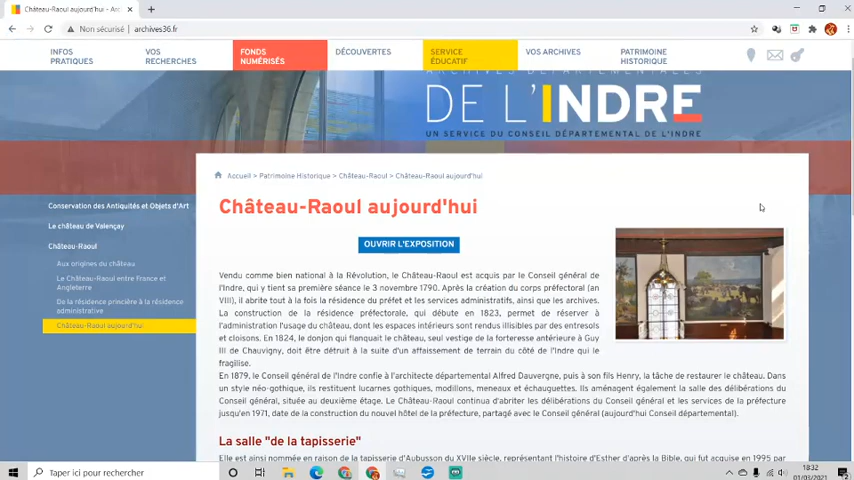 Château-Raoul aujourd'hui - Arc
Non sécurisé | archives36.fr
INFOS
PRATIQUES
VOS
RECHERCHES
FONDS
NUMÉRISÉS
DÉCOUVERTES
SERVICE
ÉDUCATIF
VOS ARCHIVES
PATRIMOINE
HISTORIQUE
ARCHIVES DÉPARTEMENTALES
DE L'INDRE
UN SERVICE DU CONSEIL DÉPARTEMENTAL DE L'INDRE
Accueil > Patrimoine Historique > Château-Raoul > Château-Raoul aujourd'hui
Conservation des Antiquités et Objets d'Art
Le château de Valençay
Château-Raoul
Aux origines du château
Le Château-Raoul entre France et
Angleterre
De la résidence princière à la résidence
administrative
Château-Raoul aujourd'hui
Château-Raoul aujourd'hui
OUVRIR L'EXPOSITION
Vendu comme bien national à la Révolution, le Château-Raoul est acquis par le Conseil général de
l'Indre, qui y tient sa première séance le 3 novembre 1790. Après la création du corps préfectoral (an
VIII), il abrite tout à la fois la résidence du préfet et les services administratifs, ainsi que les archives.
La construction de la résidence préfectorale, qui débute en 1823, permet de réserver à
l'administration l'usage du château, dont les espaces intérieurs sont rendus illisibles par des entresols
et cloisons. En 1824, le donjon qui flanquait le château, seul vestige de la forteresse antérieure à Guy
III de Chauvigny, doit être détruit à la suite d'un affaissement de terrain du côté de l'Indre qui le
fragilise.
En 1879, le Conseil général de l'Indre confie à l'architecte départemental Alfred Dauvergne, puis à son fils Henry, la tâche de restaurer le château. Dans
un style néo-gothique, ils restituent lucarnes gothiques, modillons, meneaux et échauguettes. Ils aménagent également la salle des délibérations du
Conseil général, située au deuxième étage. Le Château-Raoul continue d'abriter les délibérations du Conseil général et les services de la préfecture
jusqu'en 1971, date de la construction du nouvel hôtel de la préfecture, partagé avec le Conseil général (aujourd'hui Conseil départemental).
La salle "de la tapisserie"
Elle est ainsi nommée en raison de la tapisserie d'Aubusson du XVIIe siècle, représentant l'histoire d'Esther d'après la Bible, qui fut acquise en 1995 par
Taper ici pour rechercher
18:32
01/03/2021